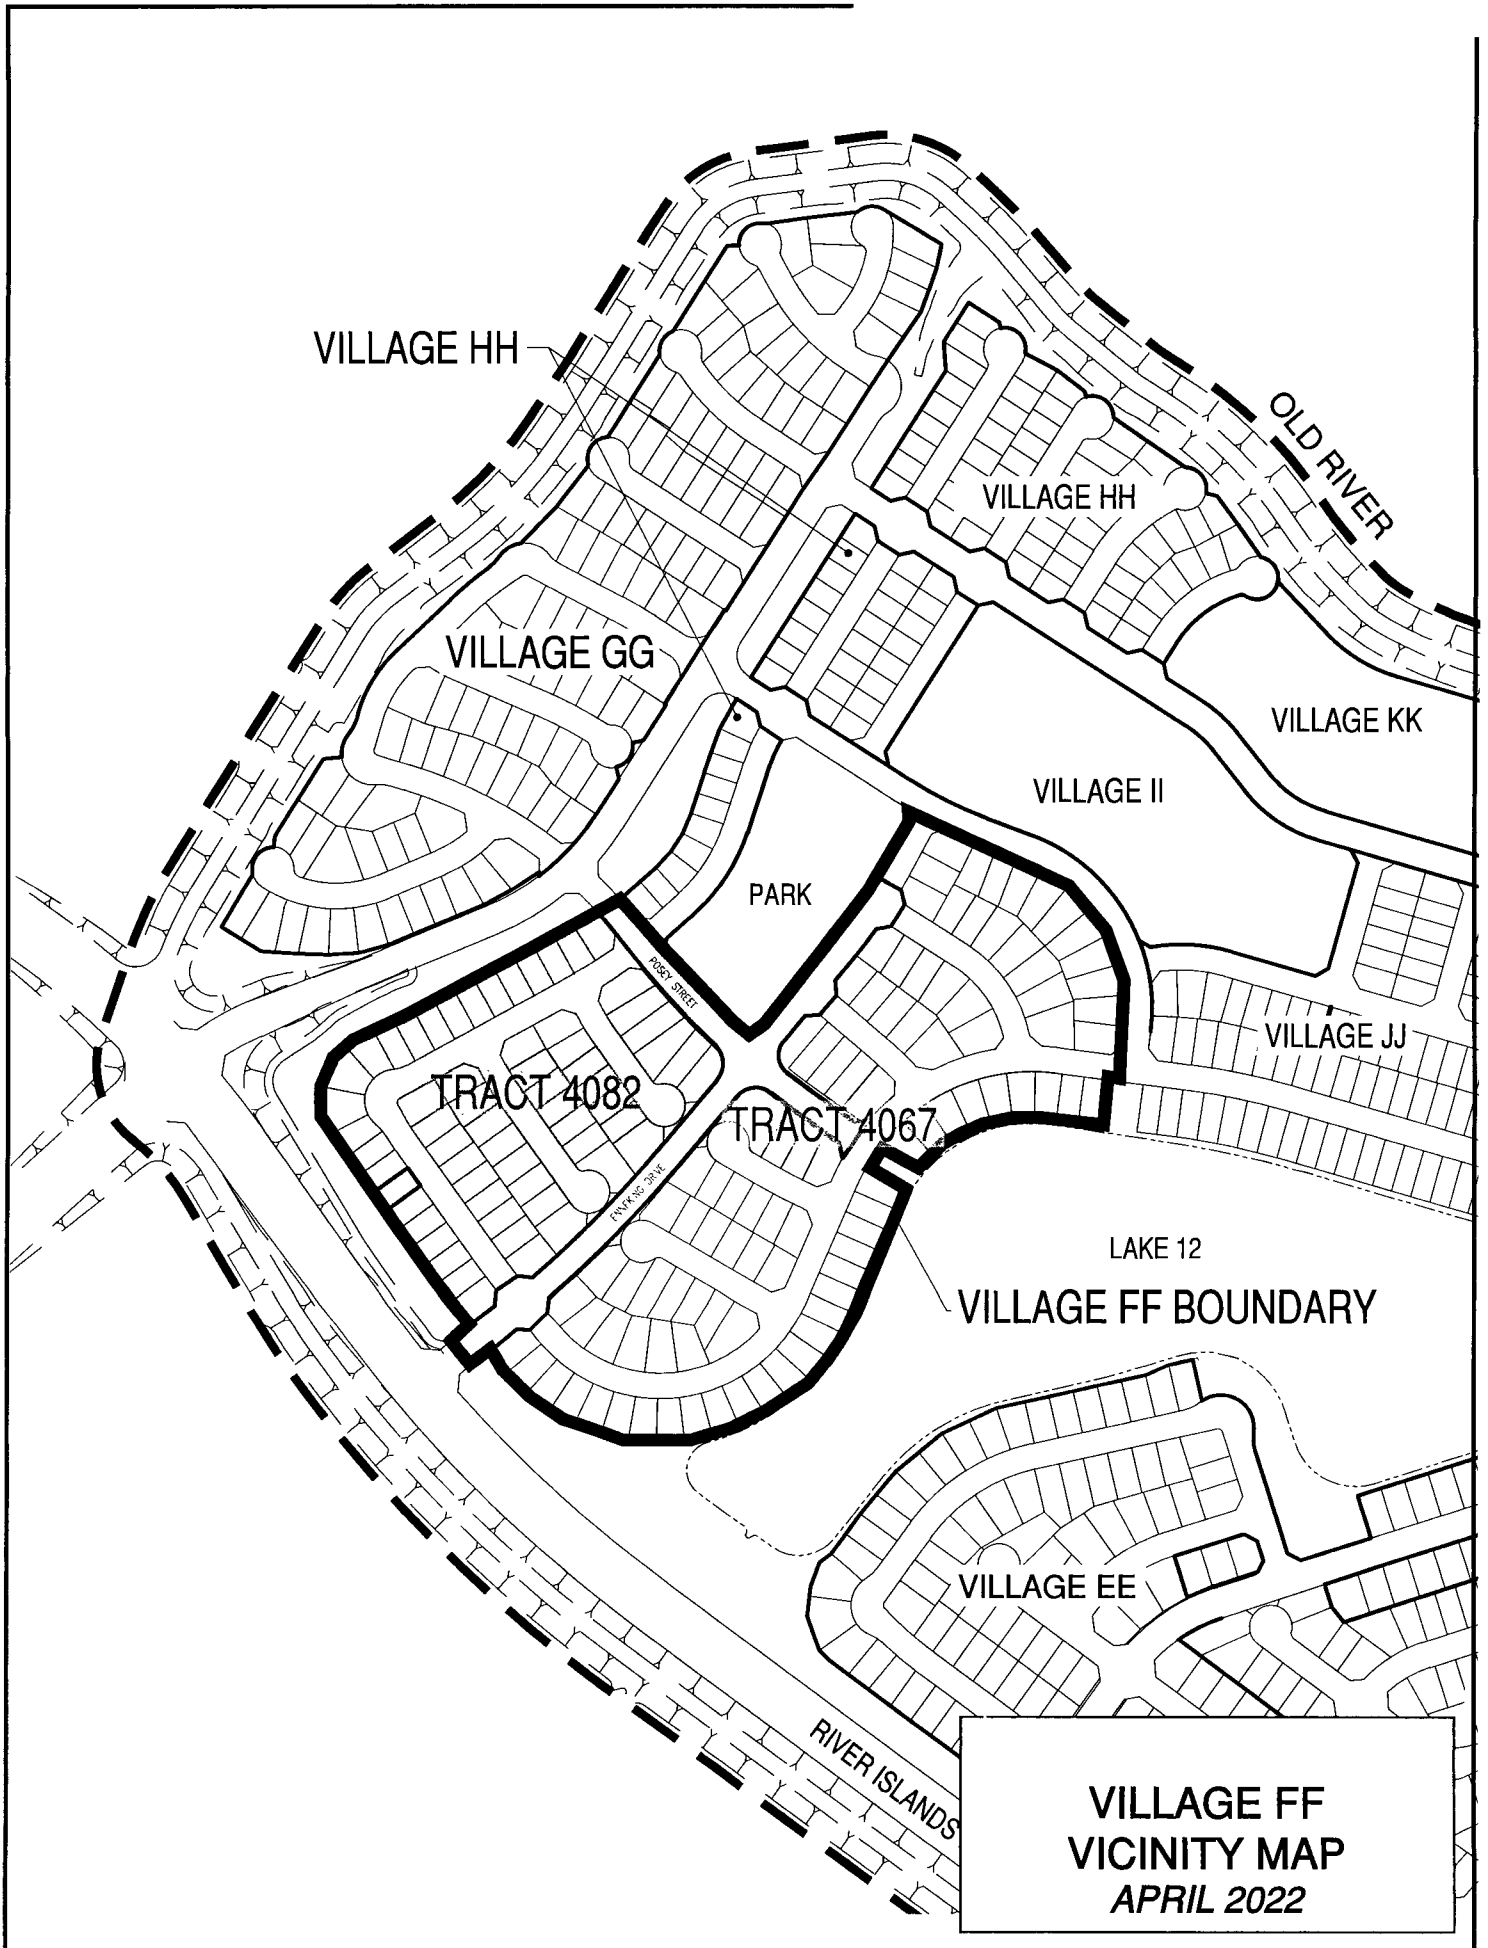 VILLAGE HH
OLD RIVER
VILLAGE HH
VILLAGE GG
VILLAGE KK
VILLAGE II
PARK
POSEY STREET
VILLAGE JJ
TRACT 4082
TRACT 4067
DRIVE
LAKE 12
VILLAGE FF BOUNDARY
VILLAGE EE
RIVER ISLANDS
VILLAGE FF
VICINITY MAP
APRIL 2022